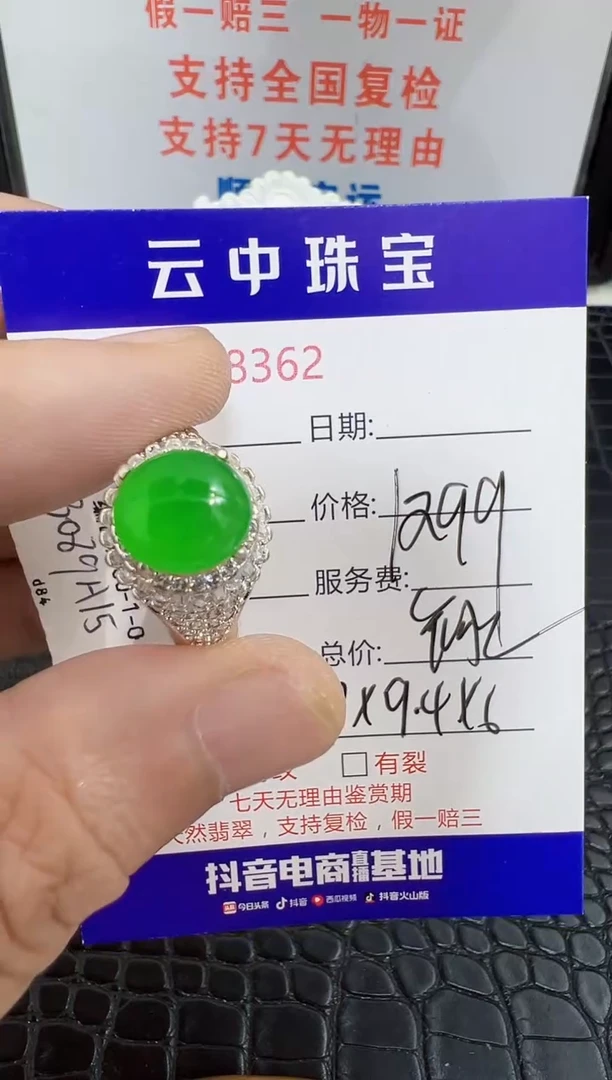 假一赔三 一物一证
支持全国复检
支持7天无理由
云中珠宝
8362
日期:
价格: 1299
服务费:
总价:
x9.4x6
□有裂
七天无理由鉴赏期
然翡翠，支持复检，假一赔三
抖音电商直播基地
今日头条 抖音 西瓜视频 抖音火山版
d84